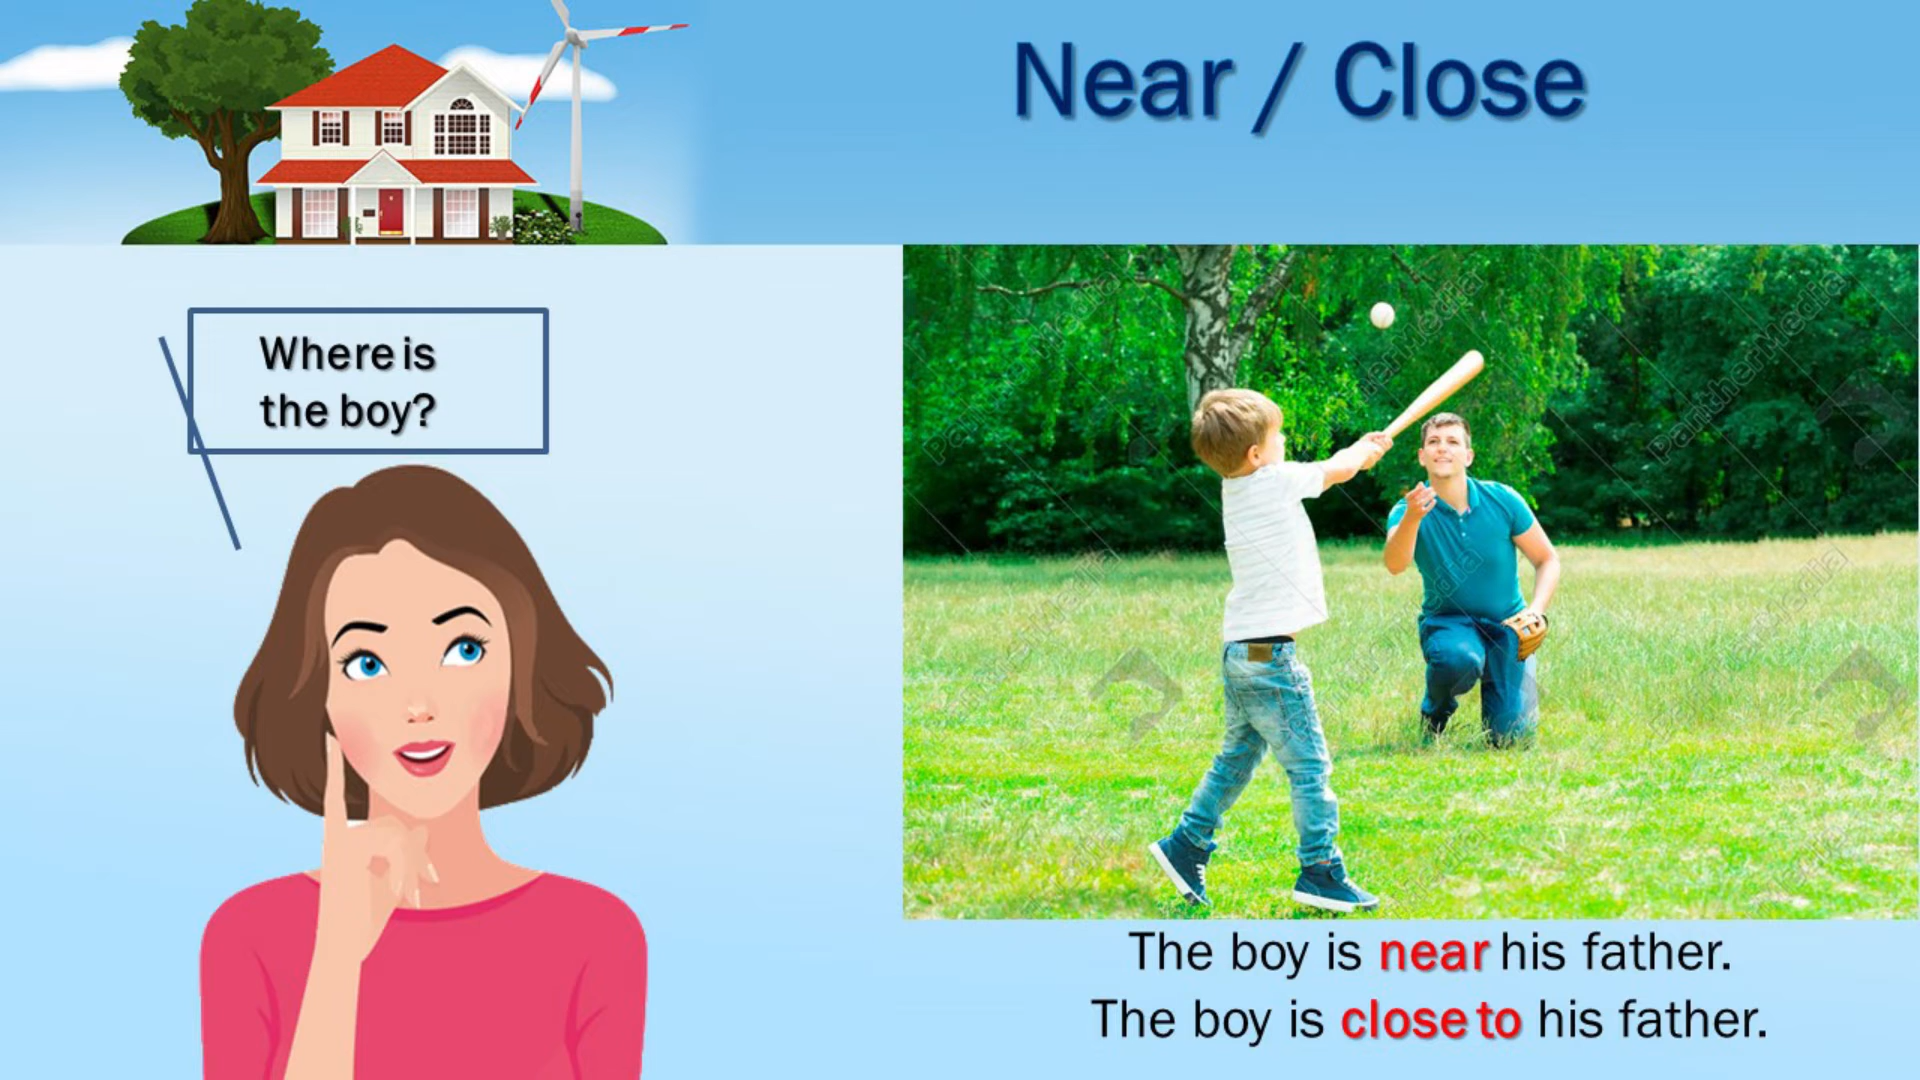 Near / Close
Where is
the boy?
PantherMedia
The boy is near his father.
The boy is close to his father.